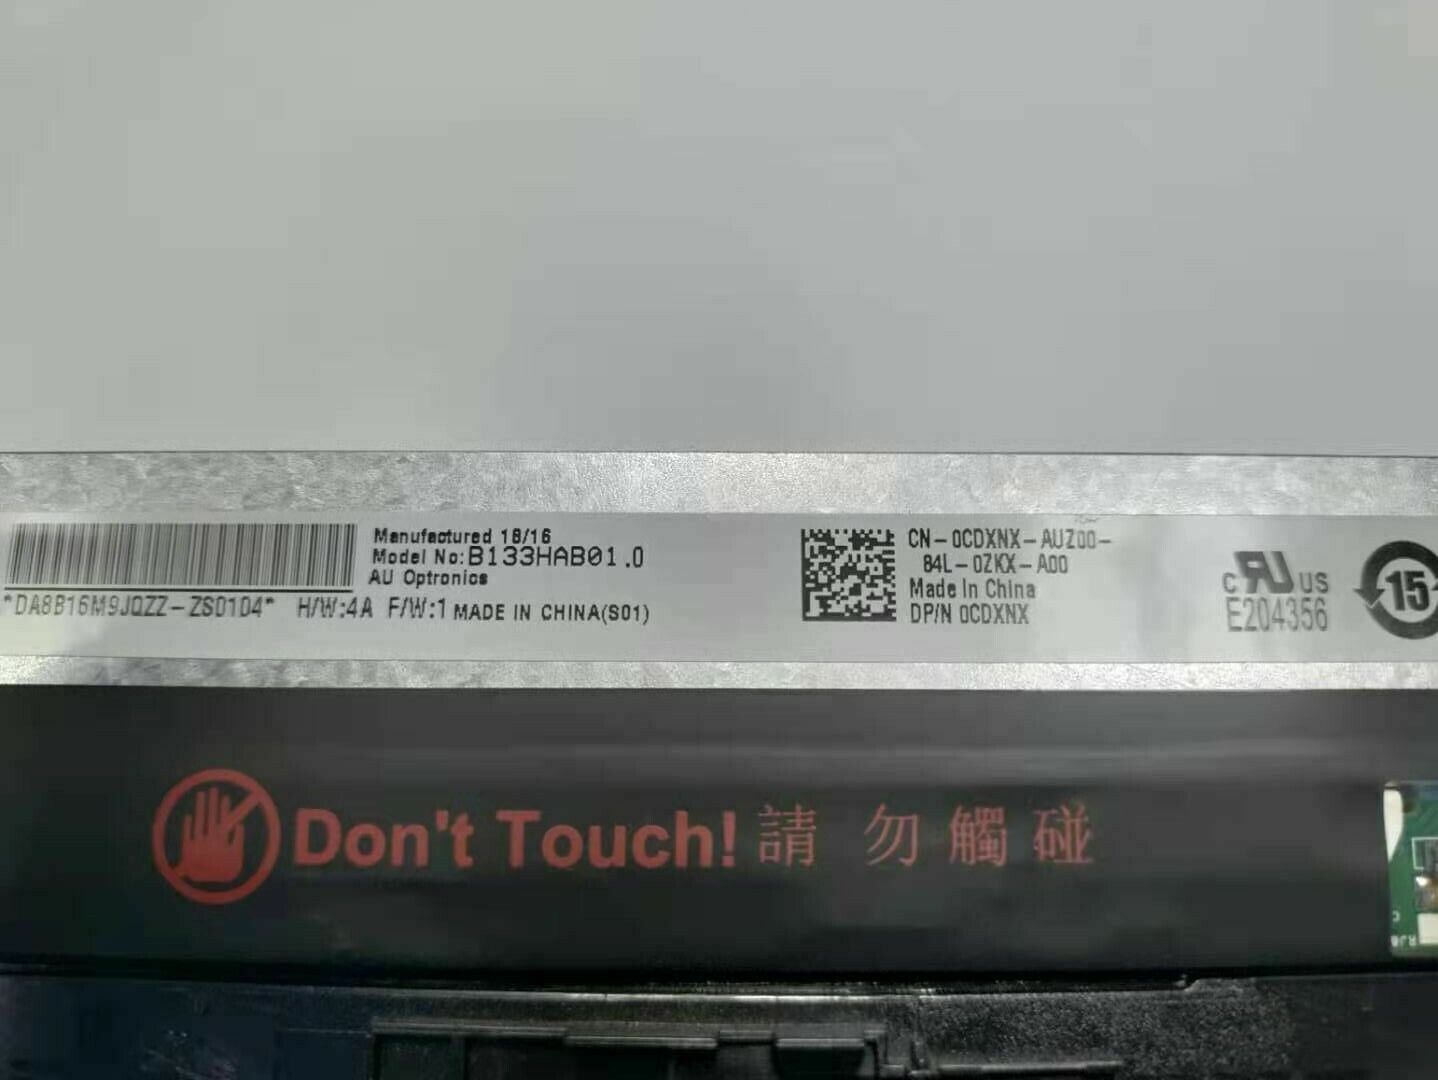 Manufactured 18/16
Model No:B133HAB01.0
AU Optronics
*DA8B16M9JQZZ-ZS0104* H/W:4A F/W:1 MADE IN CHINA(S01)
CN-0CDXNX-AUZ00-
84L-0ZKX-A00
Made In China
DP/N 0CDXNX
C RU US
E204356
15
Don't Touch! 請勿觸碰